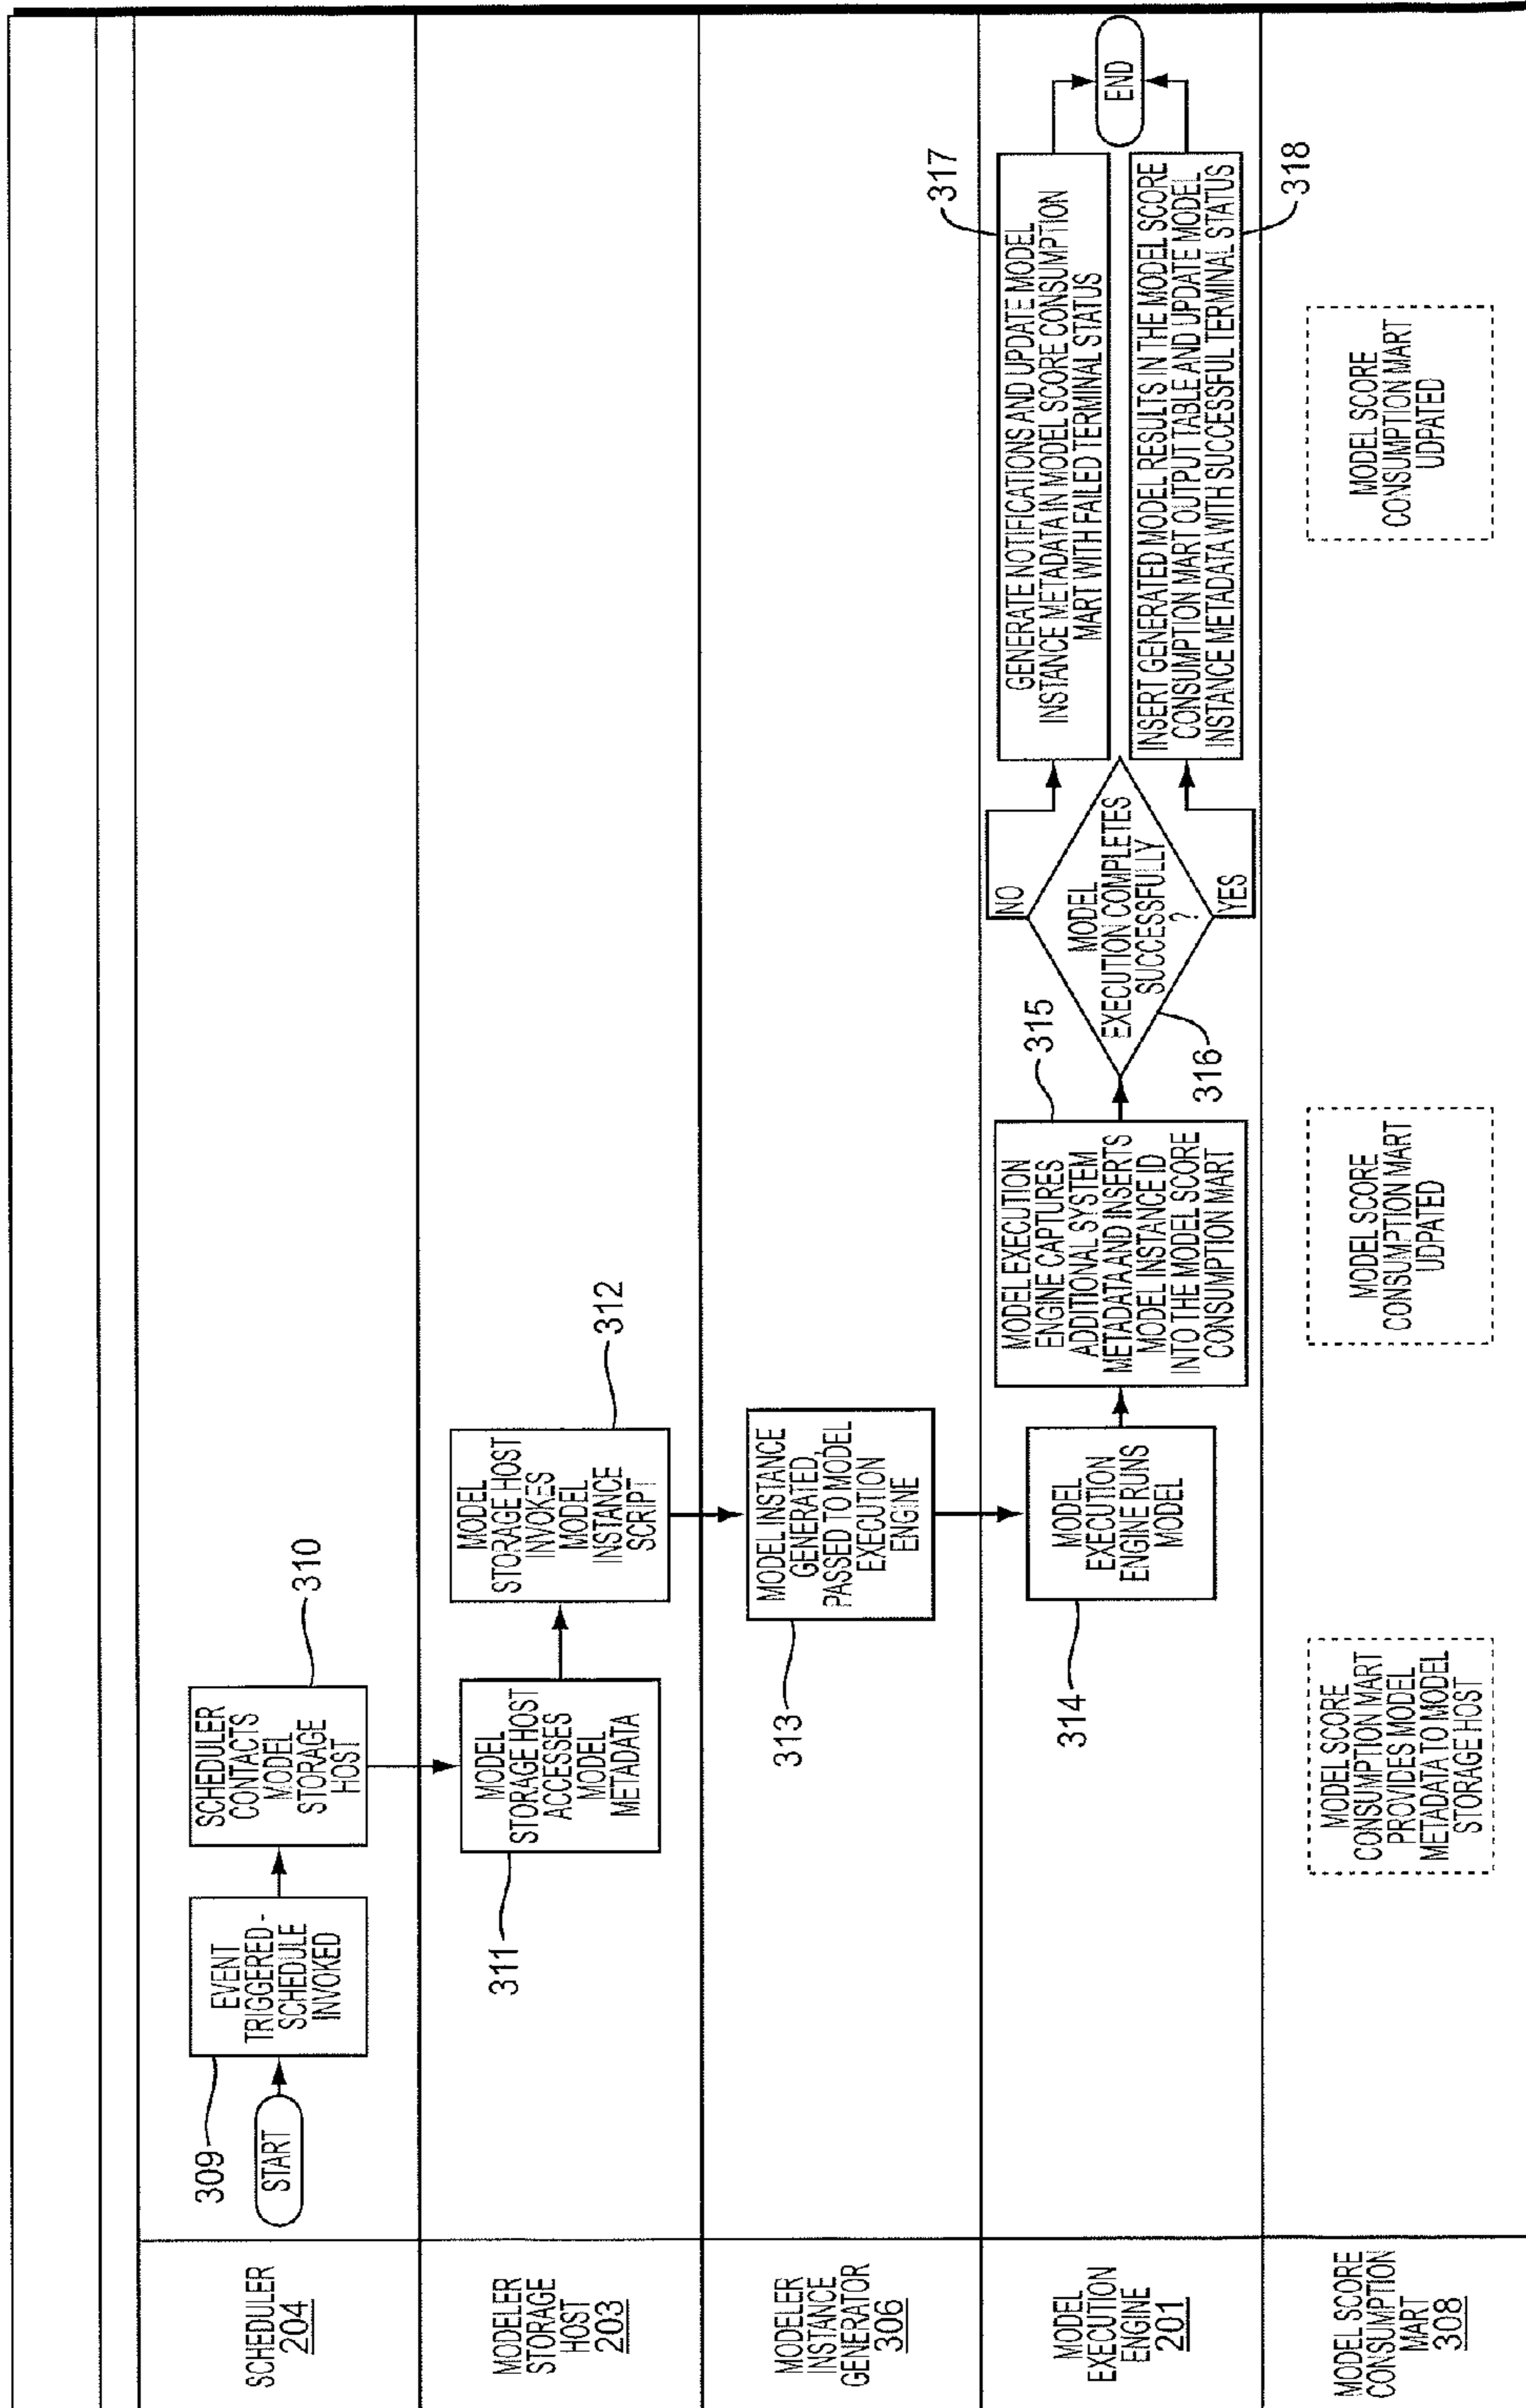 SCHEDULER
204
START
309
EVENT
TRIGGERED -
SCHEDULE
INVOKED
SCHEDULER
CONTACTS
MODEL
STORAGE
HOST
310
MODELER
STORAGE
HOST
203
311
MODEL
STORAGE HOST
ACCESSES
MODEL
METADATA
MODEL
STORAGE HOST
INVOKES
MODEL
INSTANCE
SCRIPT
312
MODELER
INSTANCE
GENERATOR
306
313
MODEL INSTANCE
GENERATED,
PASSED TO MODEL
EXECUTION
ENGINE
MODEL
EXECUTION
ENGINE
201
314
MODEL
EXECUTION
ENGINE RUNS
MODEL
MODEL EXECUTION
ENGINE CAPTURES
ADDITIONAL SYSTEM
METADATA AND INSERTS
MODEL INSTANCE ID
INTO THE MODEL SCORE
CONSUMPTION MART
315
MODEL
EXECUTION COMPLETES
SUCCESSFULLY
?
316
NO
YES
GENERATE NOTIFICATIONS AND UPDATE MODEL
INSTANCE METADATA IN MODEL SCORE CONSUMPTION
MART WITH FAILED TERMINAL STATUS
317
INSERT GENERATED MODEL RESULTS IN THE MODEL SCORE
CONSUMPTION MART OUTPUT TABLE AND UPDATE MODEL
INSTANCE METADATA WITH SUCCESSFUL TERMINAL STATUS
318
END
MODEL SCORE
CONSUMPTION
MART
308
MODEL SCORE
CONSUMPTION MART
PROVIDES MODEL
METADATA TO MODEL
STORAGE HOST
MODEL SCORE
CONSUMPTION MART
UDPATED
MODEL SCORE
CONSUMPTION MART
UDPATED